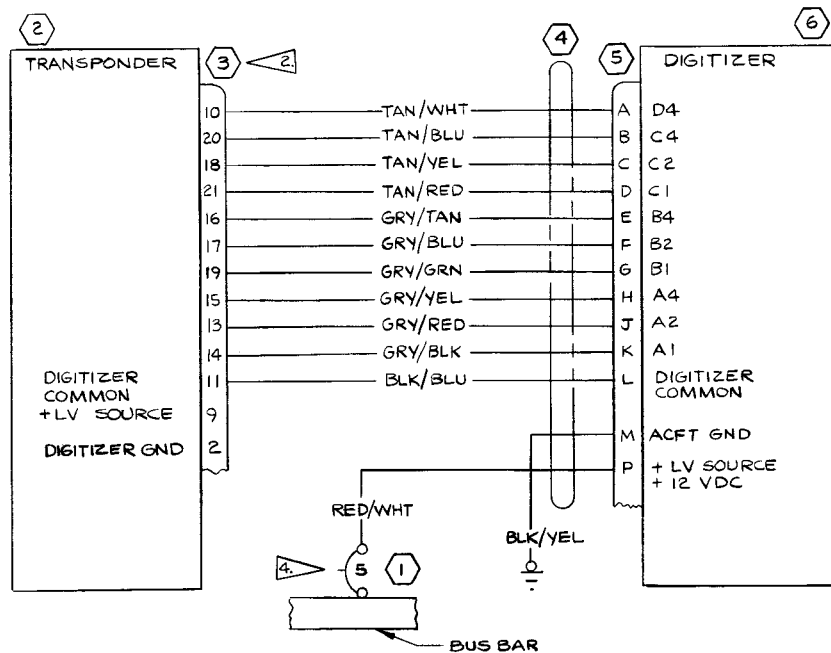 2 6
TRANSPONDER 3 2. 4 5 DIGITIZER
10 TAN/WHT A D4
20 TAN/BLU B C4
18 TAN/YEL C C2
21 TAN/RED D C1
16 GRY/TAN E B4
17 GRY/BLU F B2
19 GRY/GRN G B1
15 GRY/YEL H A4
13 GRY/RED J A2
14 GRY/BLK K A1
DIGITIZER 11 BLK/BLU L DIGITIZER
COMMON COMMON
+LV SOURCE 9
DIGITIZER GND 2 M ACFT GND
P + LV SOURCE
+ 12 VDC
RED/WHT
BLK/YEL
4. 5 1
BUS BAR